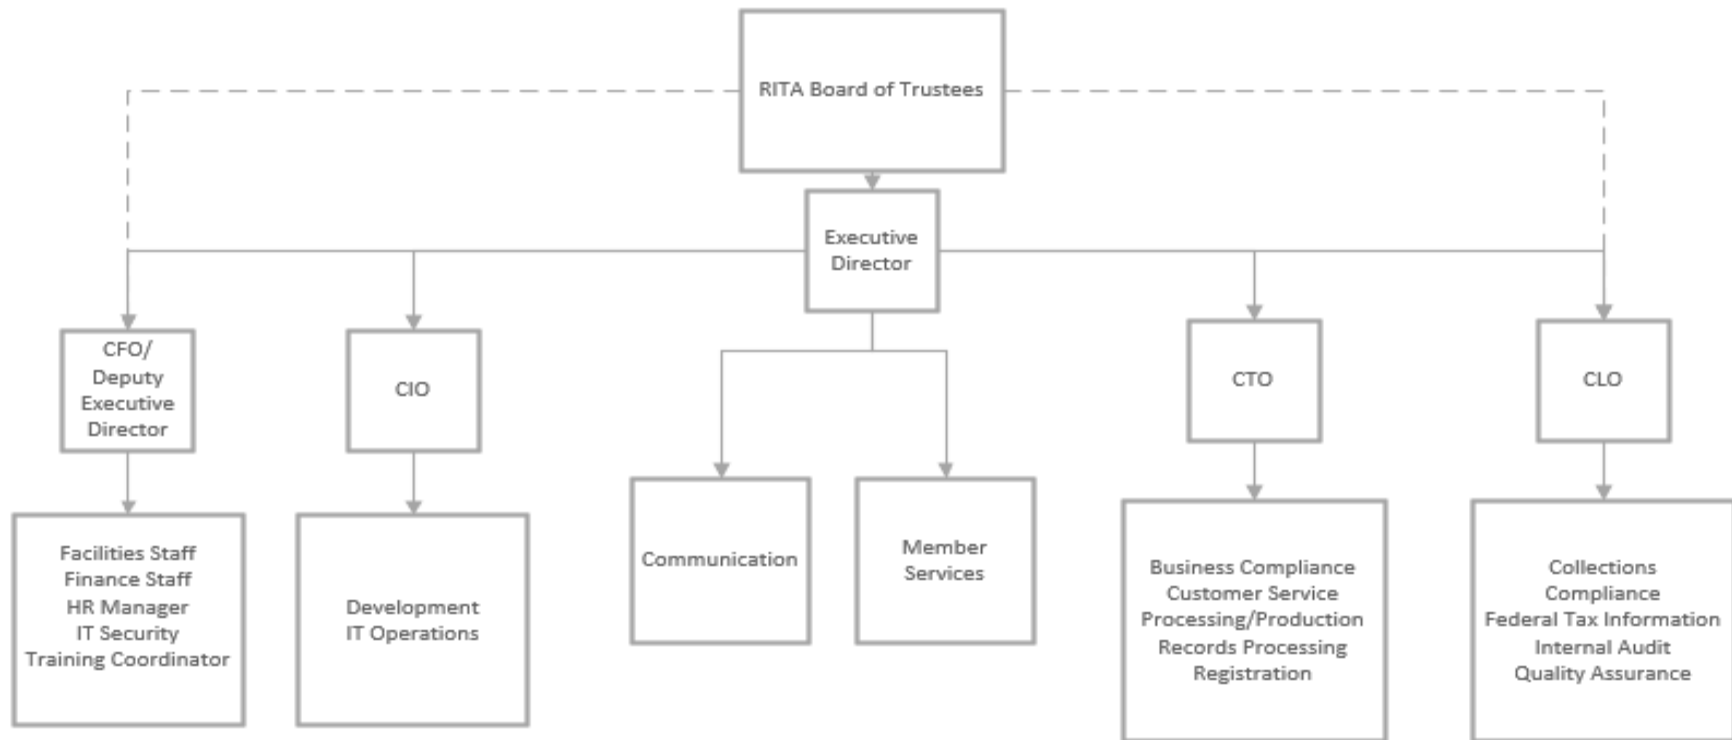 RITA Board of Trustees
Executive
Director
CFO/
Deputy
Executive
Director
CIO
CTO
CLO
Facilities Staff
Finance Staff
HR Manager
IT Security
Training Coordinator
Development
IT Operations
Communication
Member
Services
Business Compliance
Customer Service
Processing/Production
Records Processing
Registration
Collections
Compliance
Federal Tax Information
Internal Audit
Quality Assurance